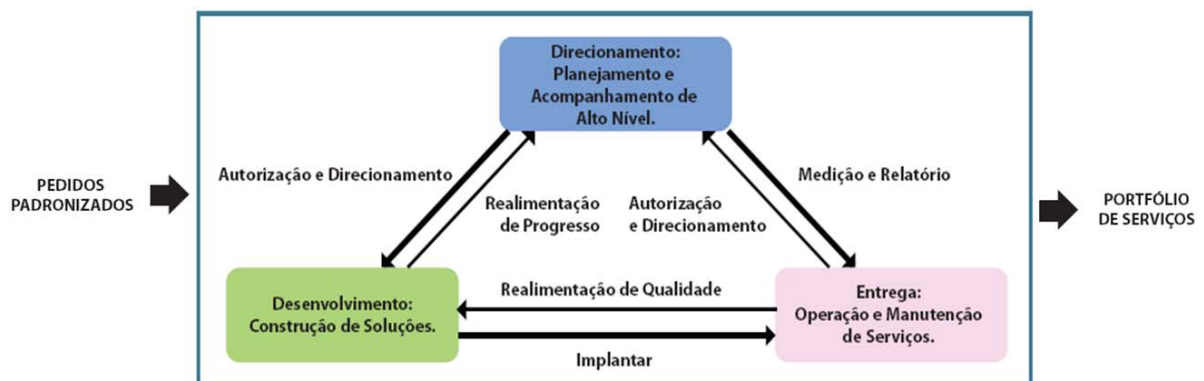 Direcionamento:
Planejamento e
Acompanhamento de
Alto Nível.
Autorização e Direcionamento
Medição e Relatório
PEDIDOS
PADRONIZADOS
PORTFÓLIO
DE SERVIÇOS
Realimentação
de Progresso
Autorização
e Direcionamento
Desenvolvimento:
Construção de Soluções.
Realimentação de Qualidade
Implantar
Entrega:
Operação e Manutenção
de Serviços.